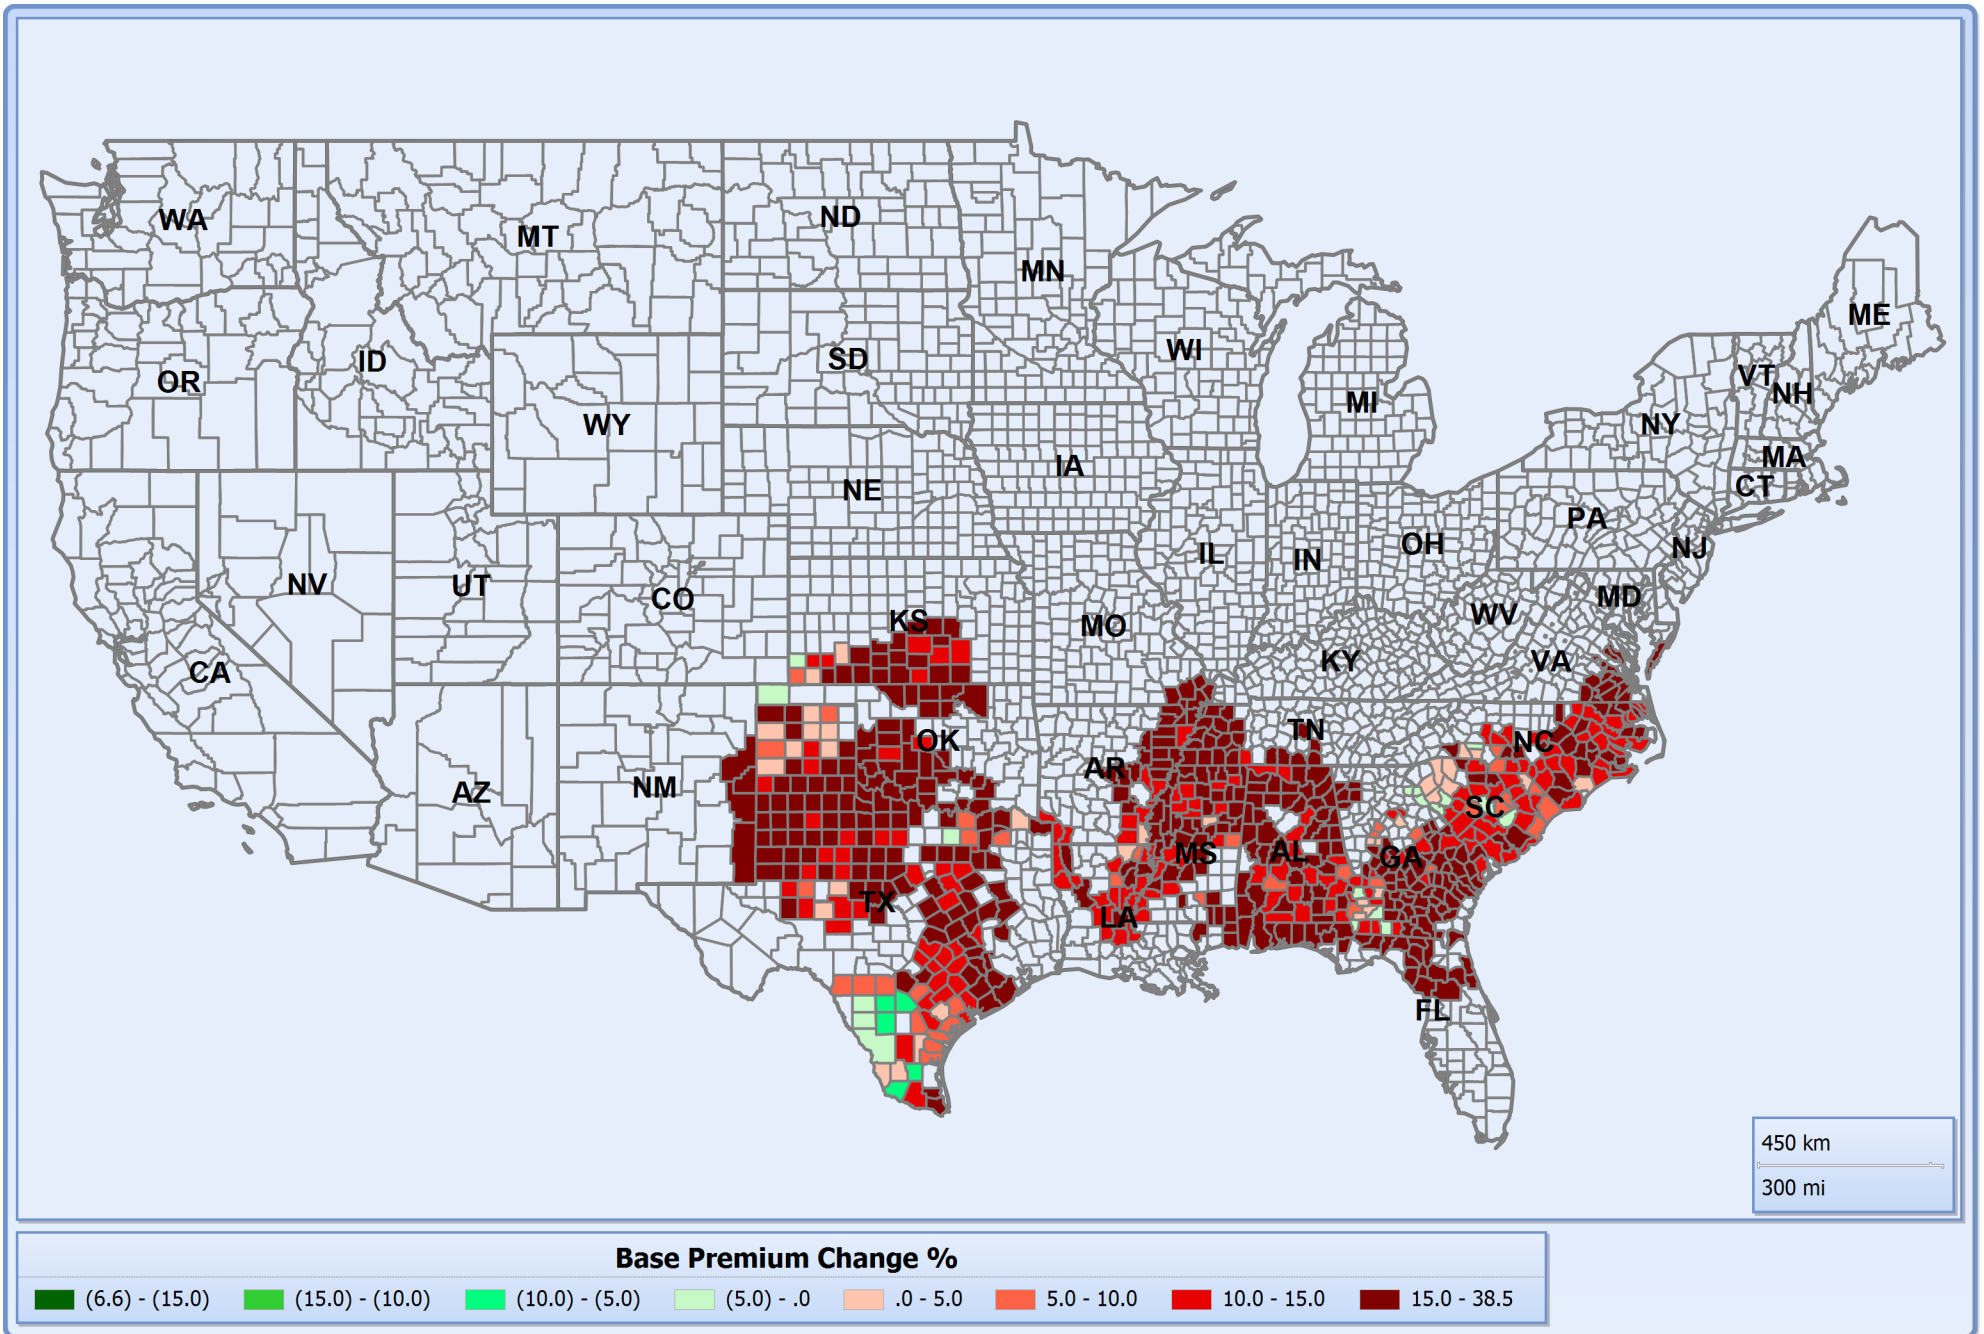 WA
MT
ND
MN
ME
OR
ID
SD
WI
VT
NH
WY
MI
NY
IA
MA
NE
CT
PA
NV
UT
CO
IL
IN
OH
NJ
KS
MO
WV
MD
CA
KY
VA
OK
TN
NC
AZ
NM
AR
SC
TX
MS
AL
GA
LA
FL
450 km
300 mi
Base Premium Change %
(6.6) - (15.0) (15.0) - (10.0) (10.0) - (5.0) (5.0) - .0 .0 - 5.0 5.0 - 10.0 10.0 - 15.0 15.0 - 38.5